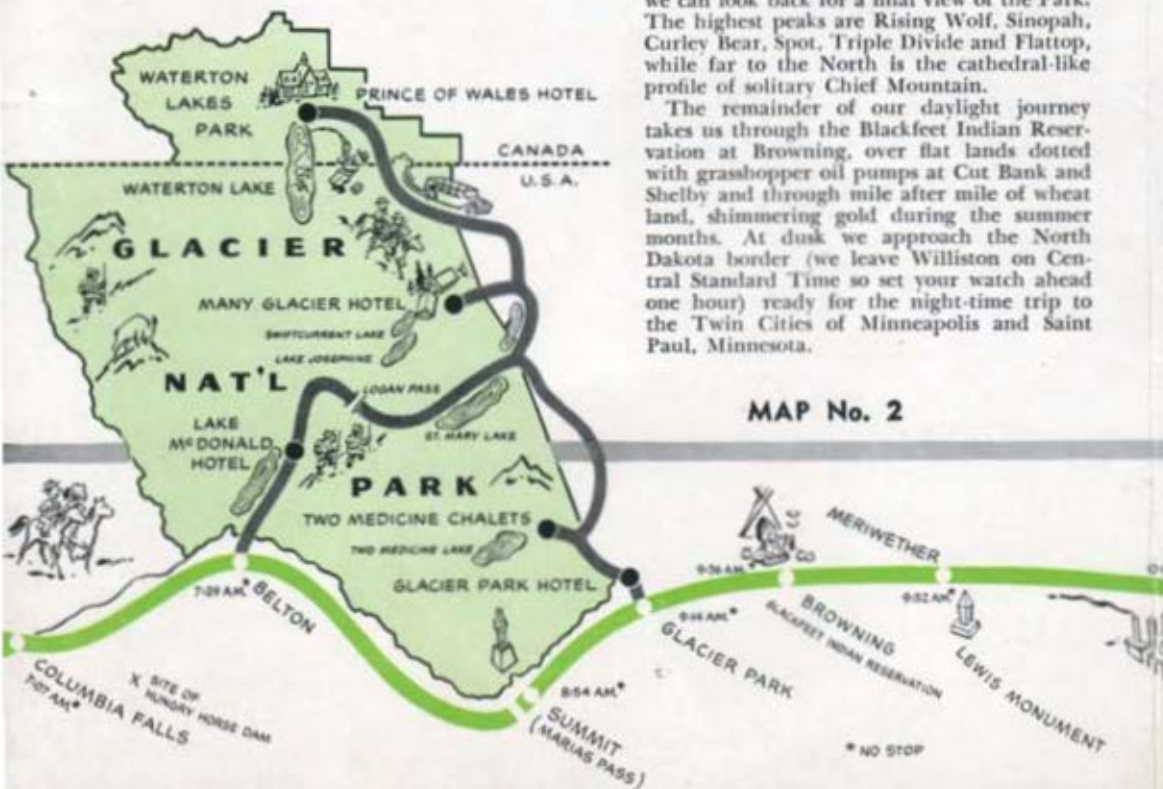 we can look back for a final view of the Park.
The highest peaks are Rising Wolf, Sinopah,
Curley Bear, Spot, Triple Divide and Flattop,
while far to the North is the cathedral-like
profile of solitary Chief Mountain.
The remainder of our daylight journey
takes us through the Blackfeet Indian Reser-
vation at Browning, over flat lands dotted
with grasshopper oil pumps at Cut Bank and
Shelby and through mile after mile of wheat
land, shimmering gold during the summer
months. At dusk we approach the North
Dakota border (we leave Williston on Cen-
tral Standard Time so set your watch ahead
one hour) ready for the night-time trip to
the Twin Cities of Minneapolis and Saint
Paul, Minnesota.
MAP No. 2
WATERTON
LAKES
PARK
PRINCE OF WALES HOTEL
CANADA
U.S.A.
WATERTON LAKE
GLACIER
MANY GLACIER HOTEL
SWIFTCURRENT LAKE
LAKE JOSEPHINE
NAT'L
LOGAN PASS
LAKE
McDONALD
HOTEL
ST. MARY LAKE
PARK
TWO MEDICINE CHALETS
TWO MEDICINE LAKE
GLACIER PARK HOTEL
COLUMBIA FALLS
7:07 A.M.*
X SITE OF
HUNGRY HORSE DAM
7:29 A.M.*
BELTON
8:54 A.M.*
SUMMIT
(MARIAS PASS)
9:14 A.M.*
GLACIER PARK
9:36 A.M.*
BROWNING
BLACKFEET INDIAN RESERVATION
MERIWETHER
9:52 A.M.*
LEWIS MONUMENT
* NO STOP